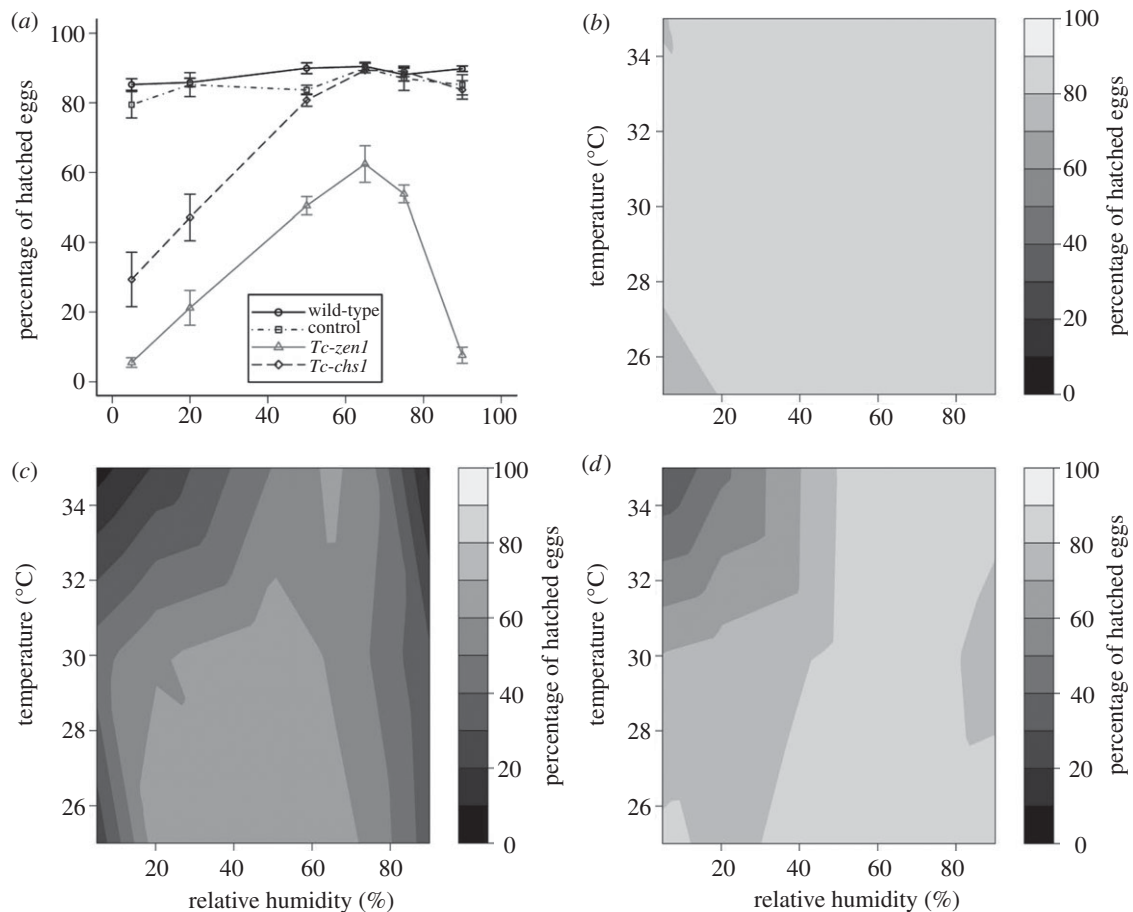 (a)
100
80
60
40
20
0
percentage of hatched eggs
wild-type
control
Tc-zen1
Tc-chs1
0 20 40 60 80 100
(b)
34
32
30
28
26
temperature (°C)
20 40 60 80
100
80
60
40
20
0
percentage of hatched eggs
(c)
34
32
30
28
26
temperature (°C)
20 40 60 80
relative humidity (%)
100
80
60
40
20
0
percentage of hatched eggs
(d)
34
32
30
28
26
temperature (°C)
20 40 60 80
relative humidity (%)
100
80
60
40
20
0
percentage of hatched eggs